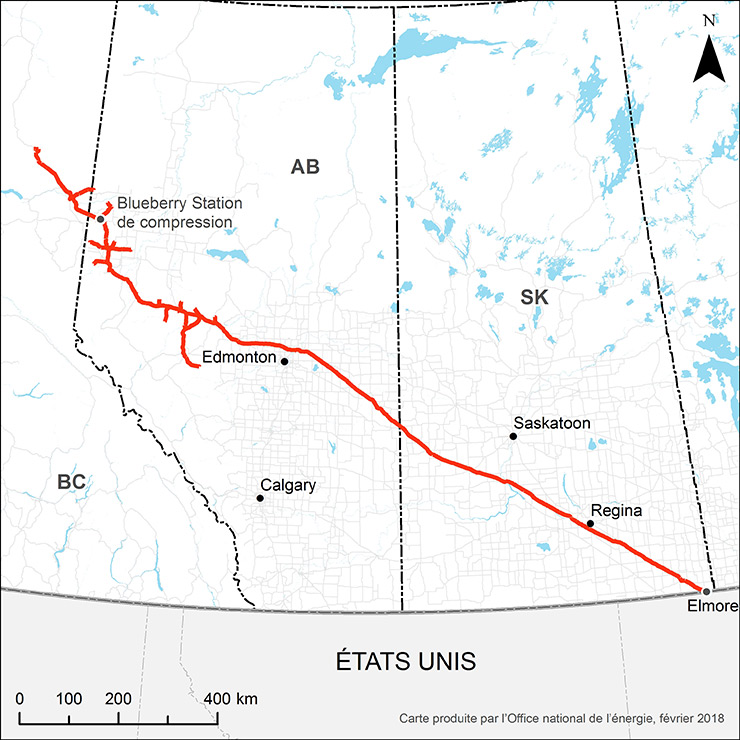 N
AB
Blueberry Station
de compression
SK
Edmonton
Saskatoon
BC
Calgary
Regina
Elmore
ÉTATS UNIS
0 100 200 400 km
Carte produite par l'Office national de l'énergie, février 2018